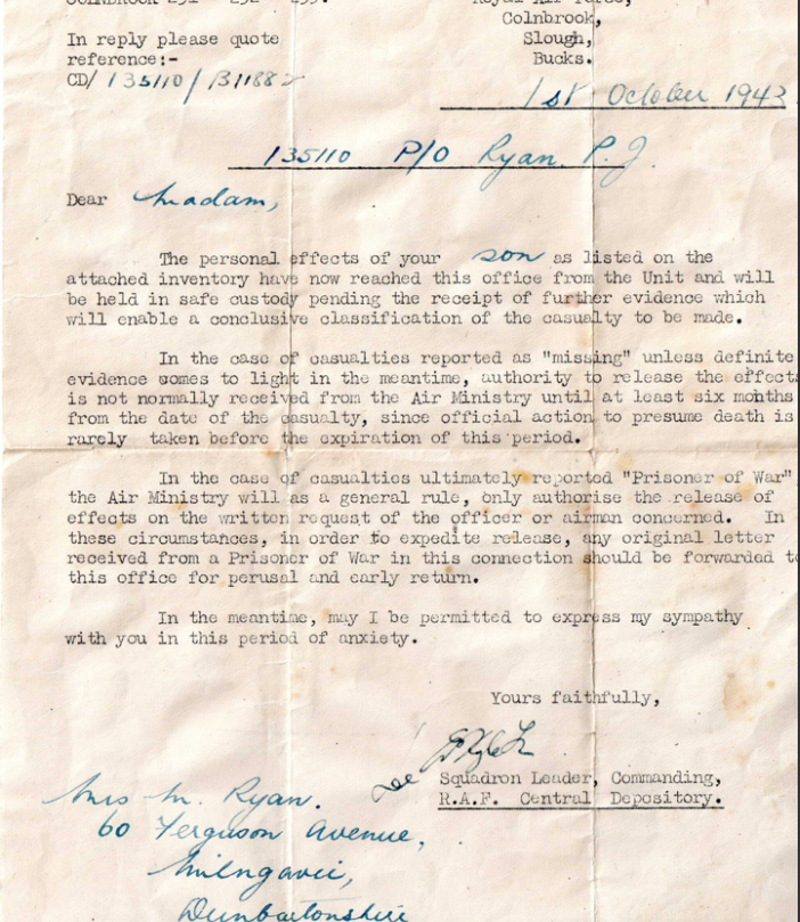 COLNBROOK 231 - 232 - 233.
Royal Air Force,
Colnbrook,
Slough,
Bucks.
In reply please quote
reference:-
CD/ 135110/B11882
1st October 1943
135110 P/O Ryan. P. J.
Dear Madam,
The personal effects of your son as listed on the
attached inventory have now reached this office from the Unit and will
be held in safe custody pending the receipt of further evidence which
will enable a conclusive classification of the casualty to be made.
In the case of casualties reported as "missing" unless definite
evidence comes to light in the meantime, authority to release the effects
is not normally received from the Air Ministry until at least six months
from the date of the casualty, since official action to presume death is
rarely taken before the expiration of this period.
In the case of casualties ultimately reported "Prisoner of War"
the Air Ministry will as a general rule, only authorise the release of
effects on the written request of the officer or airman concerned. In
these circumstances, in order to expedite release, any original letter
received from a Prisoner of War in this connection should be forwarded to
this office for perusal and early return.
In the meantime, may I be permitted to express my sympathy
with you in this period of anxiety.
Yours faithfully,
Squadron Leader, Commanding,
R.A.F. Central Depository.
Mrs M. Ryan.
60 Ferguson Avenue,
Milngavie,
Dunbartonshire